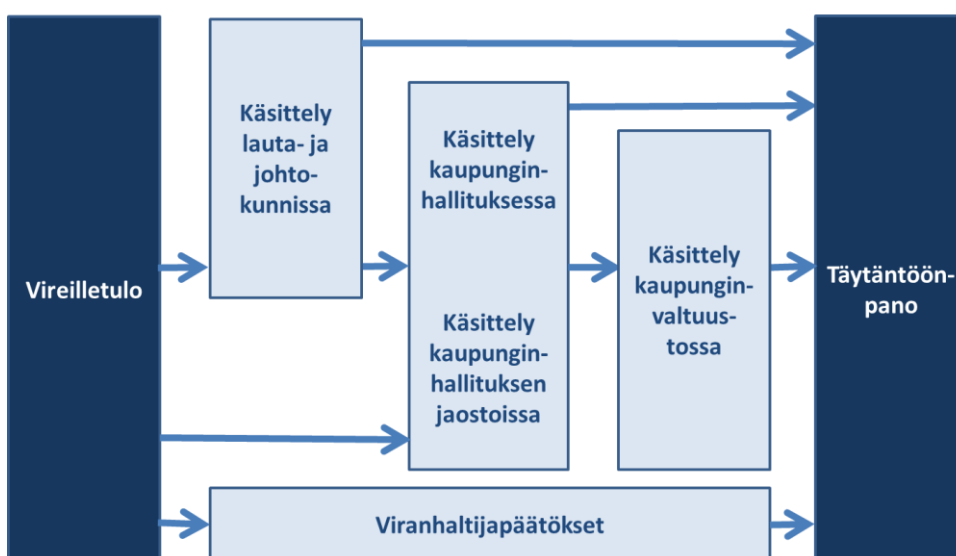 Vireilletulo
Käsittely
lauta- ja
johto-
kunnissa
Käsittely
kaupungin-
hallituksessa
Käsittely
kaupungin-
hallituksen
jaostoissa
Käsittely
kaupungin-
valtuus-
tossa
Viranhaltijapäätökset
Täytäntöön-
pano